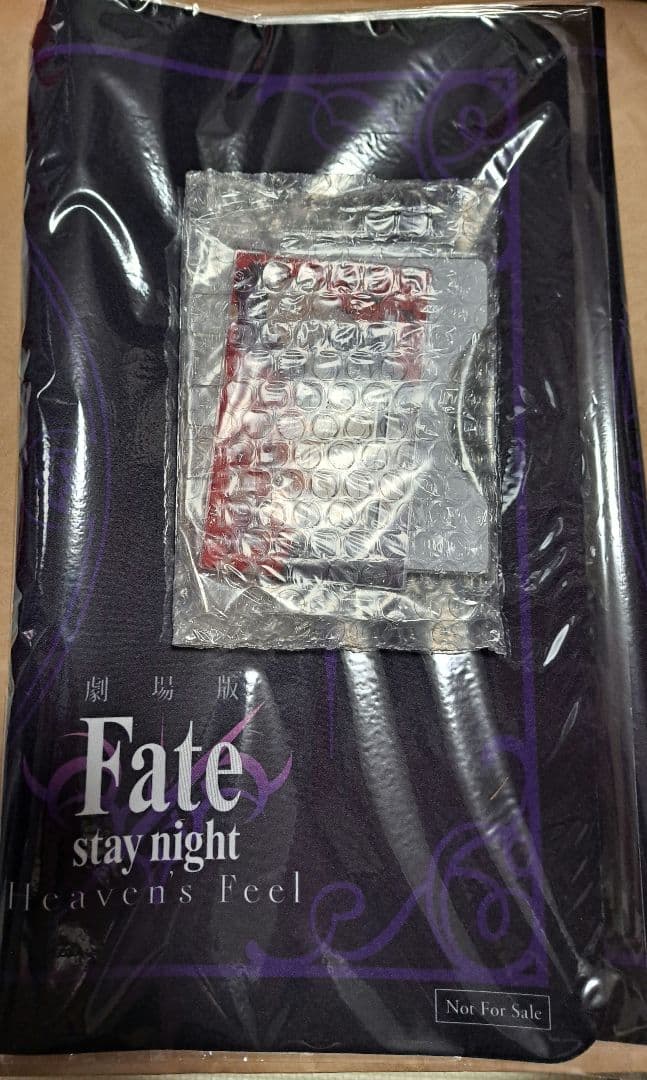 劇場版
Fate
stay night
Heaven's Feel
Not For Sale